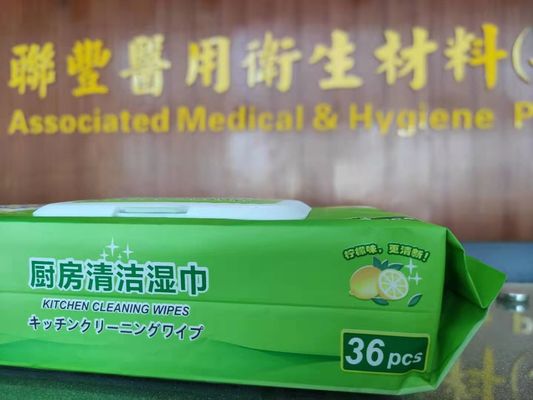 聯豐醫用衛生材料(
Associated Medical & Hygiene P
柠檬味，更清新！
厨房清洁湿巾
KITCHEN CLEANING WIPES
キッチンクリーニングワイプ
36pcs